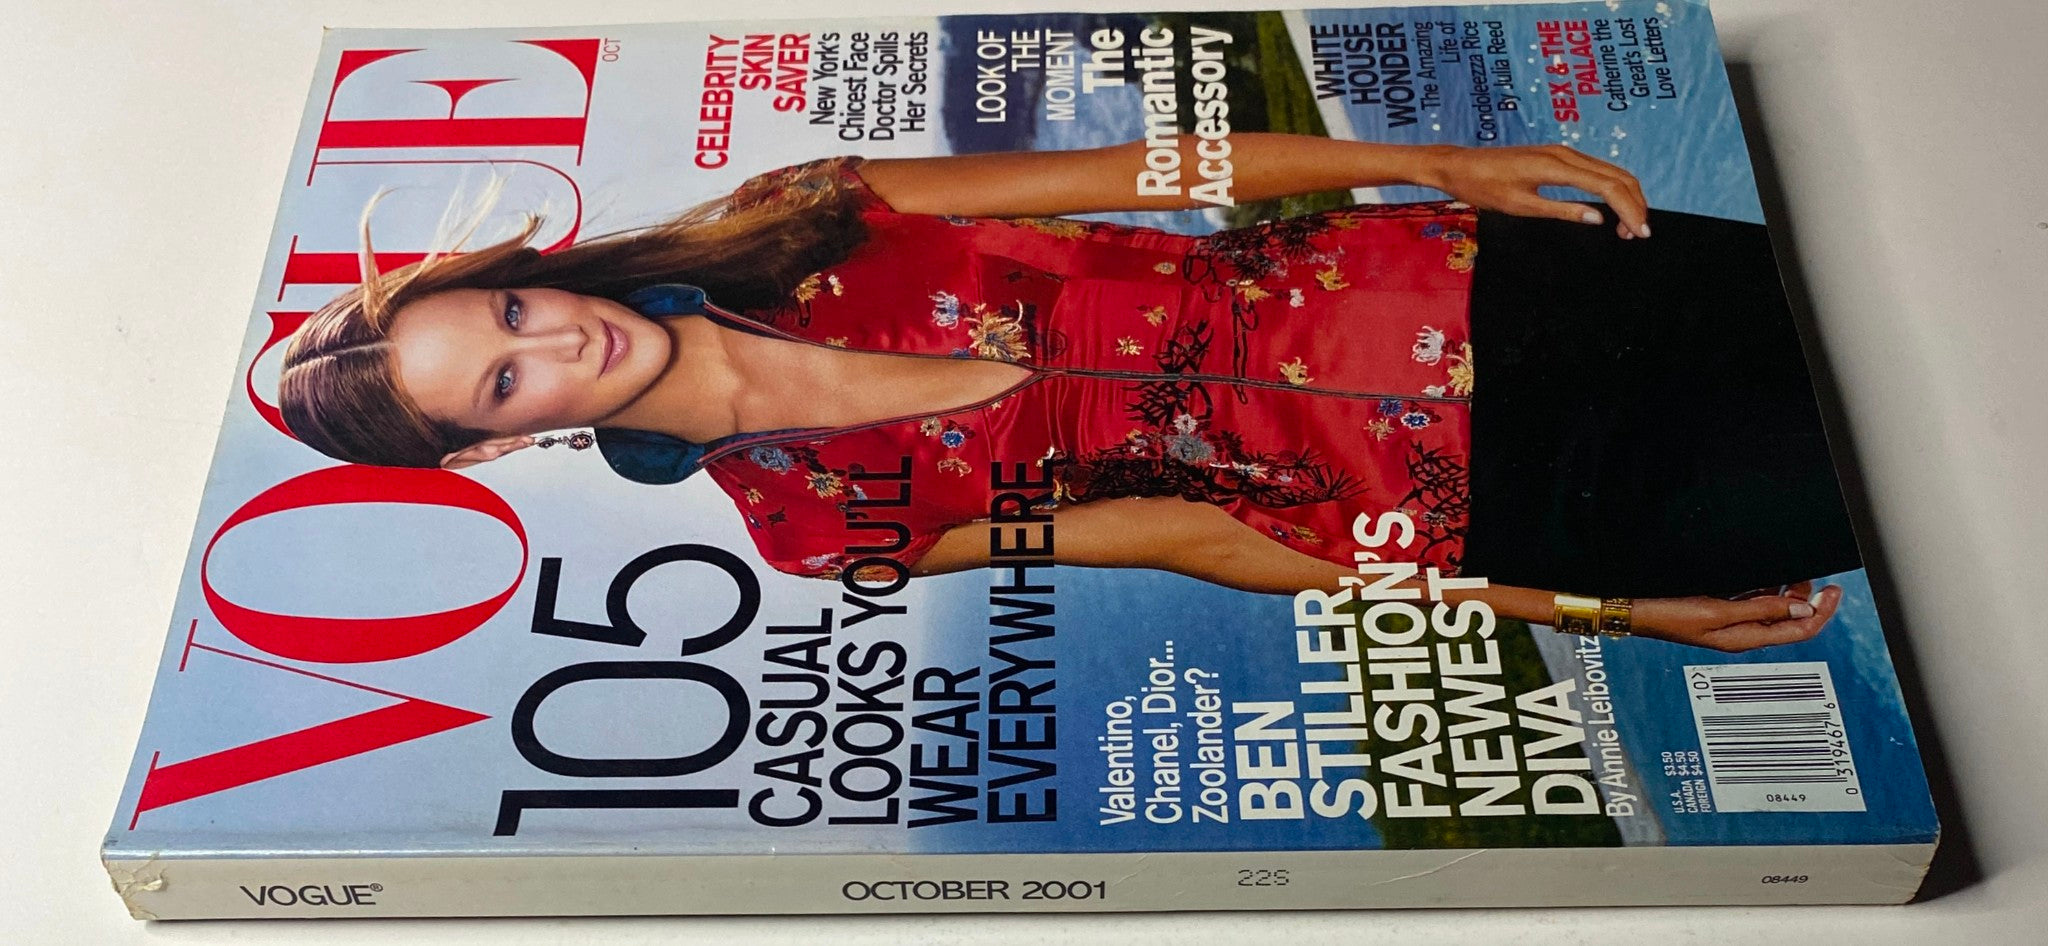 VOGUE
OCT
CELEBRITY
SKIN
SAVER
New York's
Chicest Face
Doctor Spills
Her Secrets
LOOK OF
THE
MOMENT
The
Romantic
Accessory
WHITE
HOUSE
WONDER
The Amazing
Life of
Condoleezza Rice
By Julia Reed
SEX & THE
PALACE
Catherine the
Great's Lost
Love Letters
105
CASUAL
LOOKS YOU'LL
WEAR
EVERYWHERE
Valentino,
Chanel, Dior...
Zoolander?
BEN
STILLER,
FASHION'S
NEWEST
DIVA
By Annie Leibovitz
U.S.A. $3.50
CANADA $4.50
FOREIGN $4.50
10>
08449
0 319467 6
VOGUE®
OCTOBER 2001
22S
08449